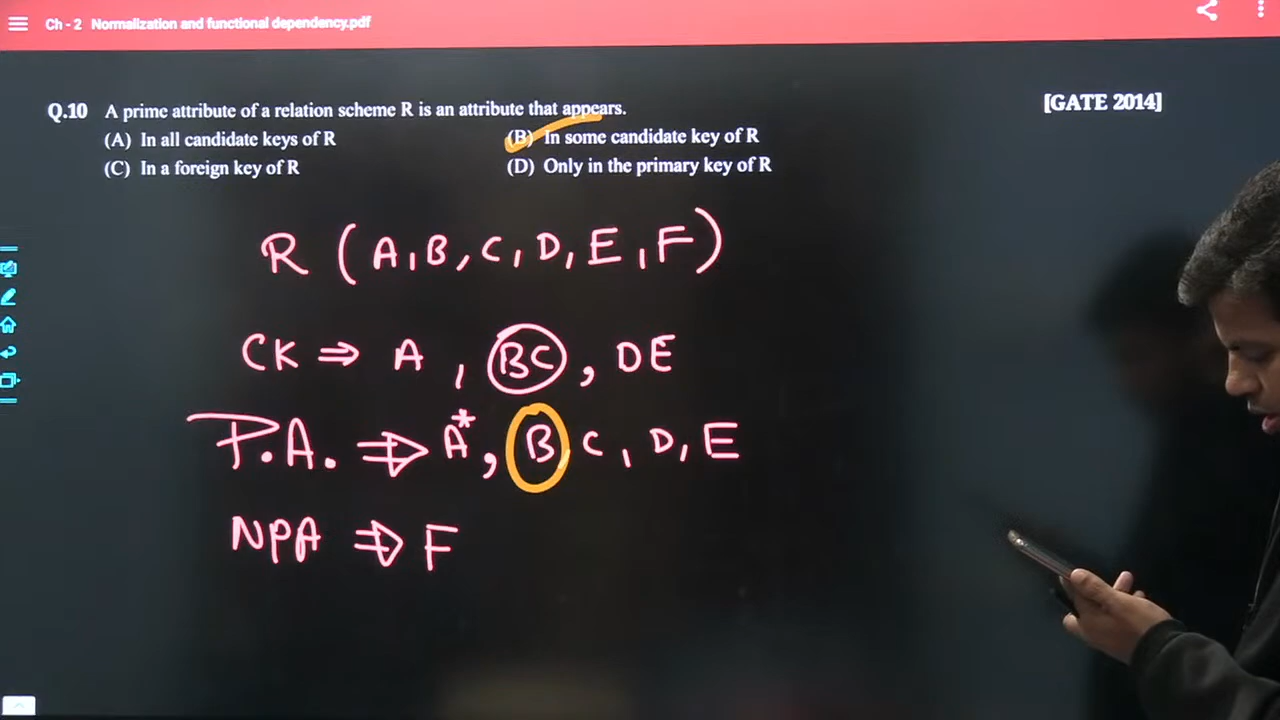 Ch - 2 Normalization and functional dependency.pdf
Q.10 A prime attribute of a relation scheme R is an attribute that appears. [GATE 2014]
(A) In all candidate keys of R (B) In some candidate key of R
(C) In a foreign key of R (D) Only in the primary key of R
R (A, B, C, D, E, F)
CK ⇒ A, BC, DE
P.A. ⇒ A*, B C, D, E
NPA ⇒ F